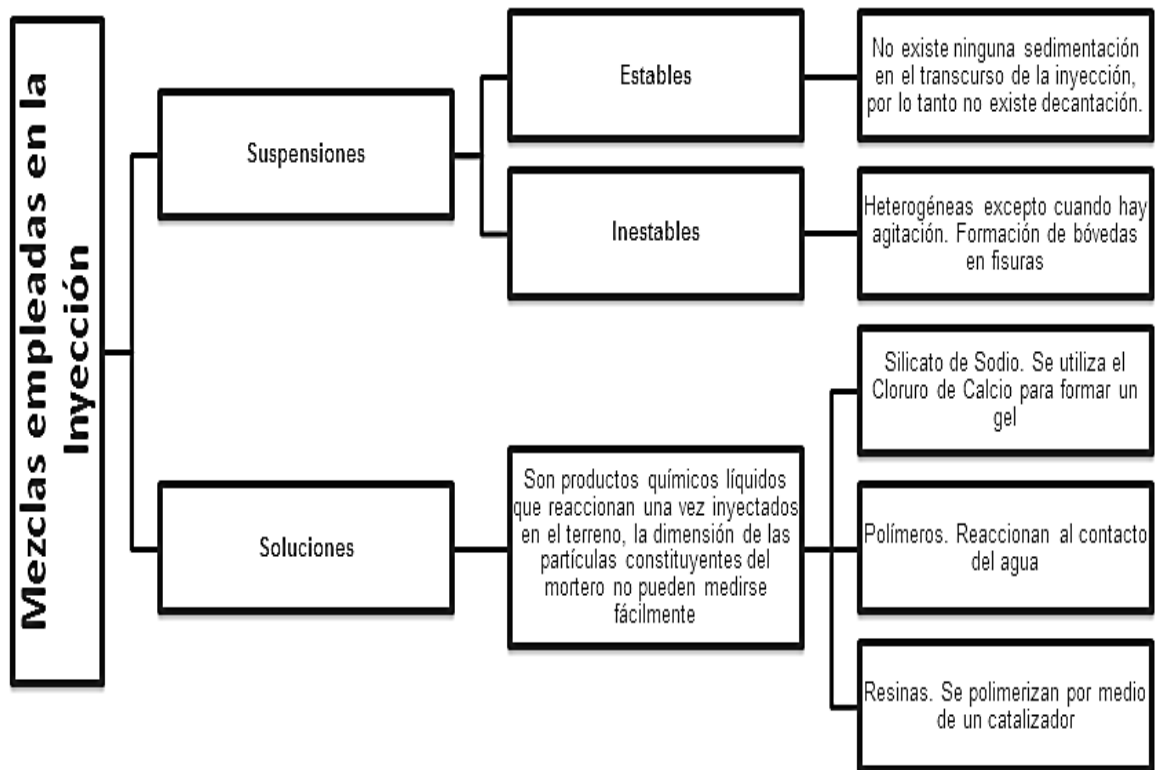 Mezclas empleadas en la
Inyección
Suspensiones
Estables
No existe ninguna sedimentación
en el transcurso de la inyección,
por lo tanto no existe decantación.
Inestables
Heterogéneas excepto cuando hay
agitación. Formación de bóvedas
en fisuras
Soluciones
Son productos químicos líquidos
que reaccionan una vez inyectados
en el terreno, la dimensión de las
partículas constituyentes del
mortero no pueden medirse
fácilmente
Silicato de Sodio. Se utiliza el
Cloruro de Calcio para formar un
gel
Polímeros. Reaccionan al contacto
del agua
Resinas. Se polimerizan por medio
de un catalizador